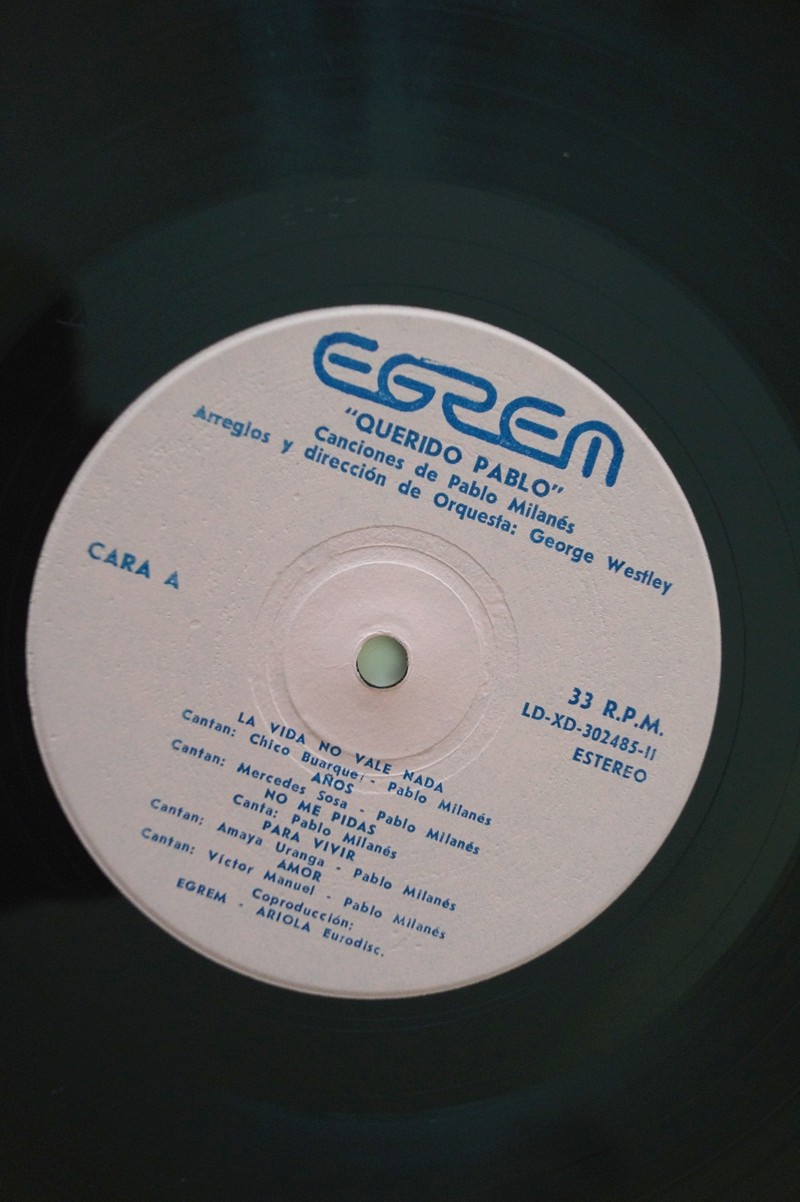 EGREM
"QUERIDO PABLO"
Canciones de Pablo Milanés
Arreglos y dirección de Orquesta: George Westley
CARA A
33 R.P.M.
LD-XD-302485-II
ESTEREO
LA VIDA NO VALE NADA
Cantan: Chico Buarque: - Pablo Milanés
AÑOS
Cantan: Mercedes Sosa - Pablo Milanés
NO ME PIDAS
Canta: Pablo Milanés
PARA VIVIR
Cantan: Amaya Uranga - Pablo Milanés
AMOR
Cantan: Víctor Manuel - Pablo Milanés
Coproducción:
EGREM - ARIOLA Eurodisc.